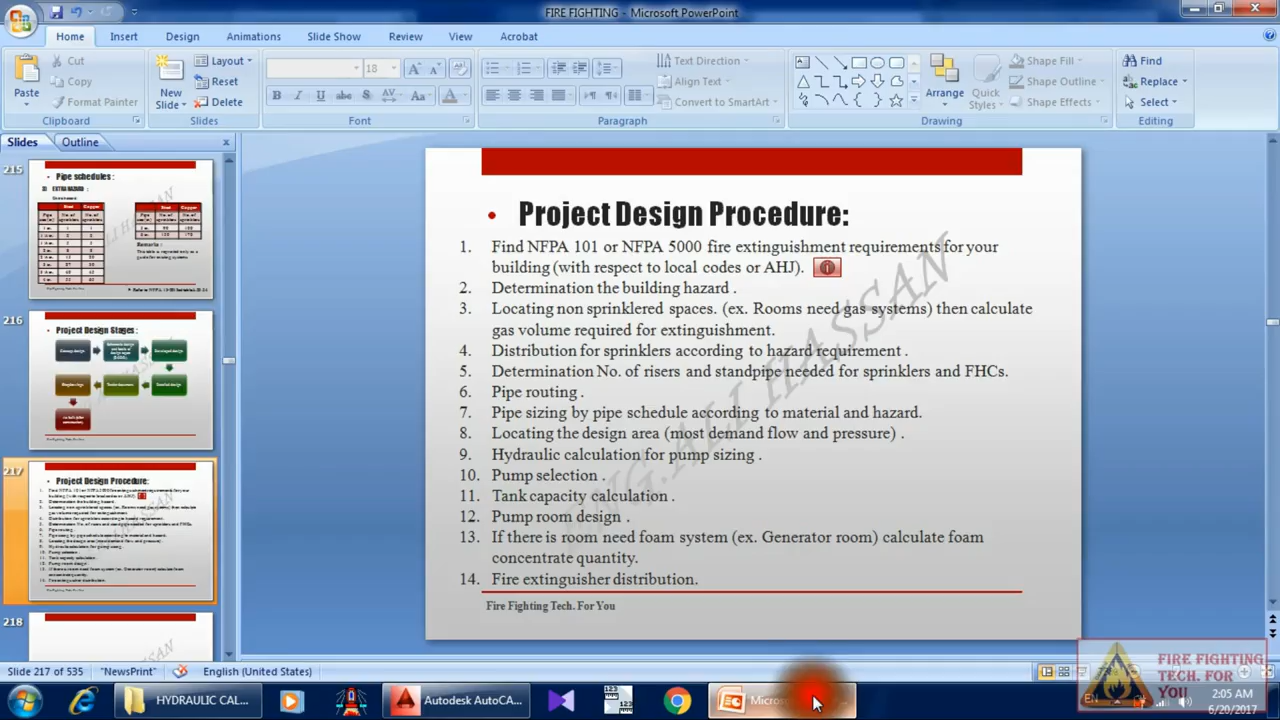 FIRE FIGHTING - Microsoft PowerPoint
Home Insert Design Animations Slide Show Review View Acrobat
Paste
Cut
Copy
Format Painter
Clipboard
New Slide
Layout
Reset
Delete
Slides
18
Font
Paragraph
Text Direction
Align Text
Convert to SmartArt
Arrange
Quick Styles
Shape Fill
Shape Outline
Shape Effects
Drawing
Find
Replace
Select
Editing
Slides Outline
215
Pipe schedules :
216
Project Design Stages:
217
Project Design Procedure:
218
• Project Design Procedure:
1. Find NFPA 101 or NFPA 5000 fire extinguishment requirements for your
building (with respect to local codes or AHJ).
2. Determination the building hazard .
3. Locating non sprinklered spaces. (ex. Rooms need gas systems) then calculate
gas volume required for extinguishment.
4. Distribution for sprinklers according to hazard requirement .
5. Determination No. of risers and standpipe needed for sprinklers and FHCs.
6. Pipe routing .
7. Pipe sizing by pipe schedule according to material and hazard.
8. Locating the design area (most demand flow and pressure) .
9. Hydraulic calculation for pump sizing .
10. Pump selection .
11. Tank capacity calculation .
12. Pump room design .
13. If there is room need foam system (ex. Generator room) calculate foam
concentrate quantity.
14. Fire extinguisher distribution.
Fire Fighting Tech. For You
ENG.ALI HASSAN
Slide 217 of 535 "NewsPrint" English (United States)
FIRE FIGHTING
TECH. FOR
YOU
HYDRAULIC CAL...
Autodesk AutoCA...
EN
2:05 AM
6/20/2017